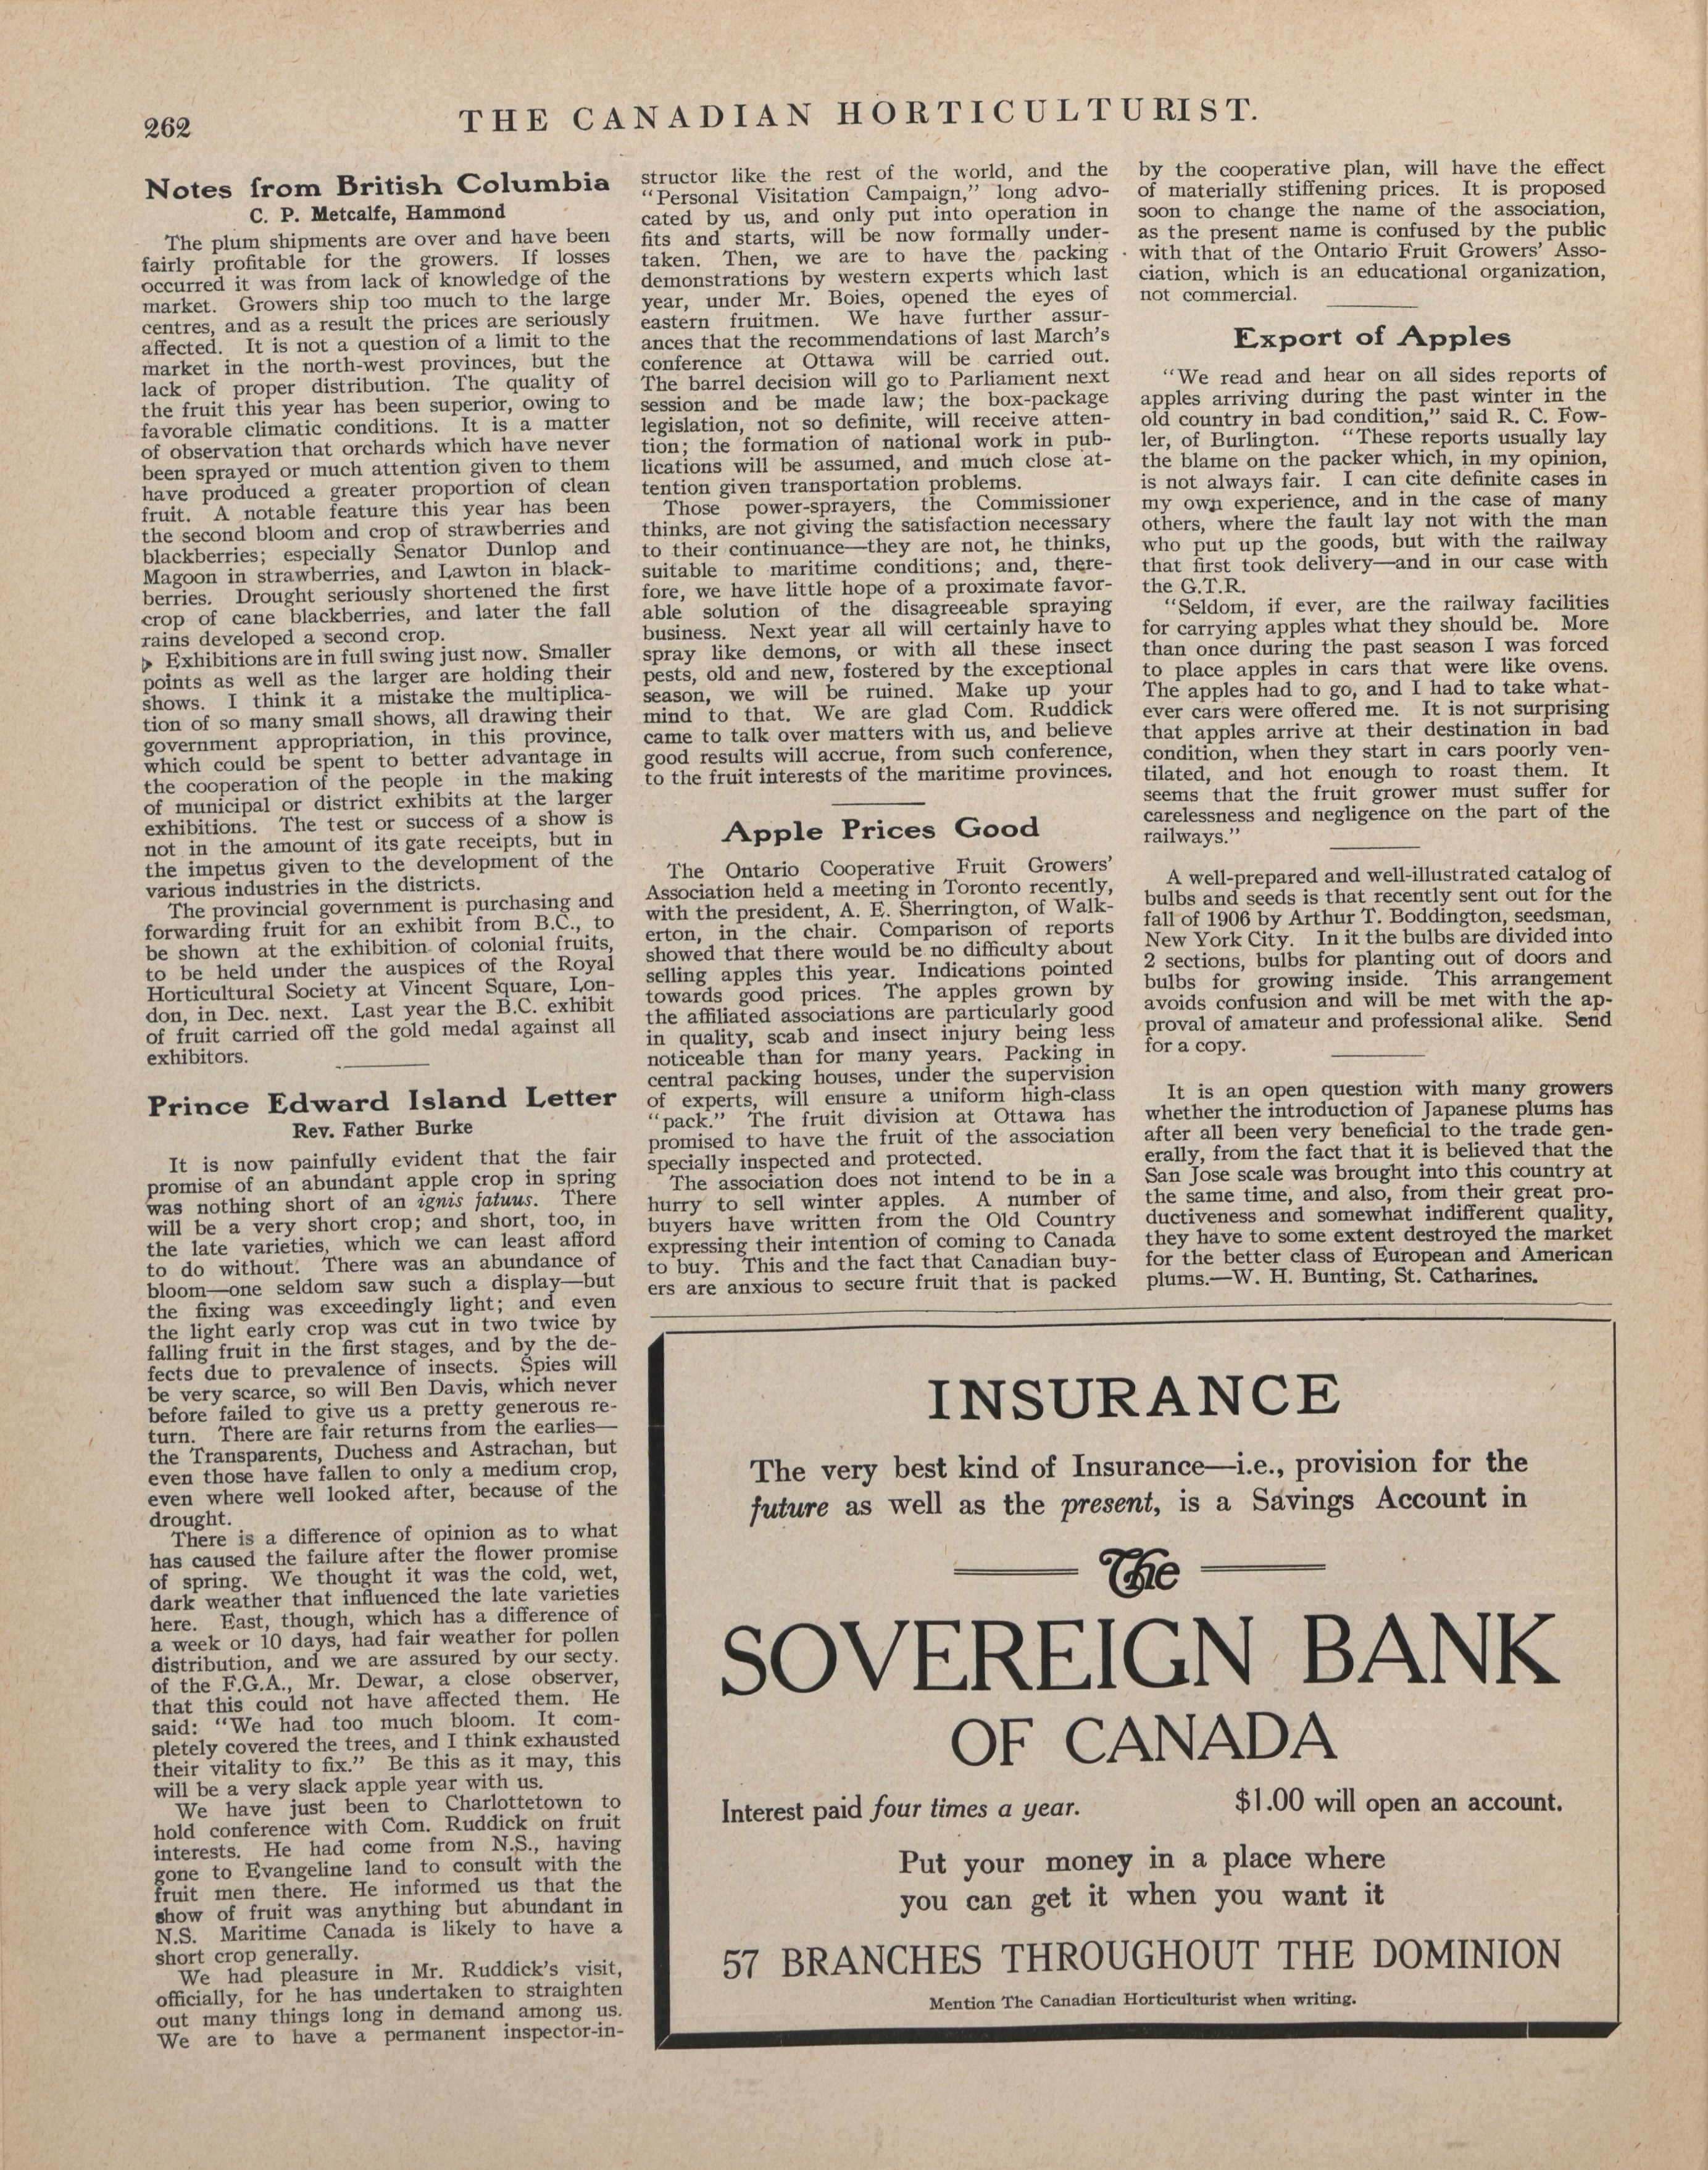 262
THE CANADIAN HORTICULTURIST.
Notes from British Columbia
C. P. Metcalfe, Hammond
The plum shipments are over and have been
fairly profitable for the growers. If losses
occurred it was from lack of knowledge of the
market. Growers ship too much to the large
centres, and as a result the prices are seriously
affected. It is not a question of a limit to the
market in the north-west provinces, but the
lack of proper distribution. The quality of
the fruit this year has been superior, owing to
favorable climatic conditions. It is a matter
of observation that orchards which have never
been sprayed or much attention given to them
have produced a greater proportion of clean
fruit. A notable feature this year has been
the second bloom and crop of strawberries and
blackberries; especially Senator Dunlop and
Magoon in strawberries, and Lawton in black-
berries. Drought seriously shortened the first
crop of cane blackberries, and later the fall
rains developed a second crop.
Exhibitions are in full swing just now. Smaller
points as well as the larger are holding their
shows. I think it a mistake the multiplica-
tion of so many small shows, all drawing their
government appropriation, in this province,
which could be spent to better advantage in
the cooperation of the people in the making
of municipal or district exhibits at the larger
exhibitions. The test or success of a show is
not in the amount of its gate receipts, but in
the impetus given to the development of the
various industries in the districts.
The provincial government is purchasing and
forwarding fruit for an exhibit from B.C., to
be shown at the exhibition of colonial fruits,
to be held under the auspices of the Royal
Horticultural Society at Vincent Square, Lon-
don, in Dec. next. Last year the B.C. exhibit
of fruit carried off the gold medal against all
exhibitors.
Prince Edward Island Letter
Rev. Father Burke
It is now painfully evident that the fair
promise of an abundant apple crop in spring
was nothing short of an ignis fatuus. There
will be a very short crop; and short, too, in
the late varieties, which we can least afford
to do without. There was an abundance of
bloom—one seldom saw such a display—but
the fixing was exceedingly light; and even
the light early crop was cut in two twice by
falling fruit in the first stages, and by the de-
fects due to prevalence of insects. Spies will
be very scarce, so will Ben Davis, which never
before failed to give us a pretty generous re-
turn. There are fair returns from the earlies—
the Transparents, Duchess and Astrachan, but
even those have fallen to only a medium crop,
even where well looked after, because of the
drought.
There is a difference of opinion as to what
has caused the failure after the flower promise
of spring. We thought it was the cold, wet,
dark weather that influenced the late varieties
here. East, though, which has a difference of
a week or 10 days, had fair weather for pollen
distribution, and we are assured by our secty.
of the F.G.A., Mr. Dewar, a close observer,
that this could not have affected them. He
said: "We had too much bloom. It com-
pletely covered the trees, and I think exhausted
their vitality to fix." Be this as it may, this
will be a very slack apple year with us.
We have just been to Charlottetown to
hold conference with Com. Ruddick on fruit
interests. He had come from N.S., having
gone to Evangeline land to consult with the
fruit men there. He informed us that the
show of fruit was anything but abundant in
N.S. Maritime Canada is likely to have a
short crop generally.
We had pleasure in Mr. Ruddick's visit,
officially, for he has undertaken to straighten
out many things long in demand among us.
We are to have a permanent inspector-in-
structor like the rest of the world, and the
"Personal Visitation Campaign," long advo-
cated by us, and only put into operation in
fits and starts, will be now formally under-
taken. Then, we are to have the packing
demonstrations by western experts which last
year, under Mr. Boies, opened the eyes of
eastern fruitmen. We have further assur-
ances that the recommendations of last March's
conference at Ottawa will be carried out.
The barrel decision will go to Parliament next
session and be made law; the box-package
legislation, not so definite, will receive atten-
tion; the formation of national work in pub-
lications will be assumed, and much close at-
tention given transportation problems.
Those power-sprayers, the Commissioner
thinks, are not giving the satisfaction necessary
to their continuance—they are not, he thinks,
suitable to maritime conditions; and, there-
fore, we have little hope of a proximate favor-
able solution of the disagreeable spraying
business. Next year all will certainly have to
spray like demons, or with all these insect
pests, old and new, fostered by the exceptional
season, we will be ruined. Make up your
mind to that. We are glad Com. Ruddick
came to talk over matters with us, and believe
good results will accrue, from such conference,
to the fruit interests of the maritime provinces.
Apple Prices Good
The Ontario Cooperative Fruit Growers'
Association held a meeting in Toronto recently,
with the president, A. E. Sherrington, of Walk-
erton, in the chair. Comparison of reports
showed that there would be no difficulty about
selling apples this year. Indications pointed
towards good prices. The apples grown by
the affiliated associations are particularly good
in quality, scab and insect injury being less
noticeable than for many years. Packing in
central packing houses, under the supervision
of experts, will ensure a uniform high-class
"pack." The fruit division at Ottawa has
promised to have the fruit of the association
specially inspected and protected.
The association does not intend to be in a
hurry to sell winter apples. A number of
buyers have written from the Old Country
expressing their intention of coming to Canada
to buy. This and the fact that Canadian buy-
ers are anxious to secure fruit that is packed
by the cooperative plan, will have the effect
of materially stiffening prices. It is proposed
soon to change the name of the association,
as the present name is confused by the public
with that of the Ontario Fruit Growers' Asso-
ciation, which is an educational organization,
not commercial.
Export of Apples
"We read and hear on all sides reports of
apples arriving during the past winter in the
old country in bad condition," said R. C. Fow-
ler, of Burlington. "These reports usually lay
the blame on the packer which, in my opinion,
is not always fair. I can cite definite cases in
my own experience, and in the case of many
others, where the fault lay not with the man
who put up the goods, but with the railway
that first took delivery—and in our case with
the G.T.R.
"Seldom, if ever, are the railway facilities
for carrying apples what they should be. More
than once during the past season I was forced
to place apples in cars that were like ovens.
The apples had to go, and I had to take what-
ever cars were offered me. It is not surprising
that apples arrive at their destination in bad
condition, when they start in cars poorly ven-
tilated, and hot enough to roast them. It
seems that the fruit grower must suffer for
carelessness and negligence on the part of the
railways."
A well-prepared and well-illustrated catalog of
bulbs and seeds is that recently sent out for the
fall of 1906 by Arthur T. Boddington, seedsman,
New York City. In it the bulbs are divided into
2 sections, bulbs for planting out of doors and
bulbs for growing inside. This arrangement
avoids confusion and will be met with the ap-
proval of amateur and professional alike. Send
for a copy.
It is an open question with many growers
whether the introduction of Japanese plums has
after all been very beneficial to the trade gen-
erally, from the fact that it is believed that the
San Jose scale was brought into this country at
the same time, and also, from their great pro-
ductiveness and somewhat indifferent quality,
they have to some extent destroyed the market
for the better class of European and American
plums.—W. H. Bunting, St. Catharines.
INSURANCE
The very best kind of Insurance—i.e., provision for the
future as well as the present, is a Savings Account in
The
SOVEREIGN BANK
OF CANADA
Interest paid four times a year. $1.00 will open an account.
Put your money in a place where
you can get it when you want it
57 BRANCHES THROUGHOUT THE DOMINION
Mention The Canadian Horticulturist when writing.